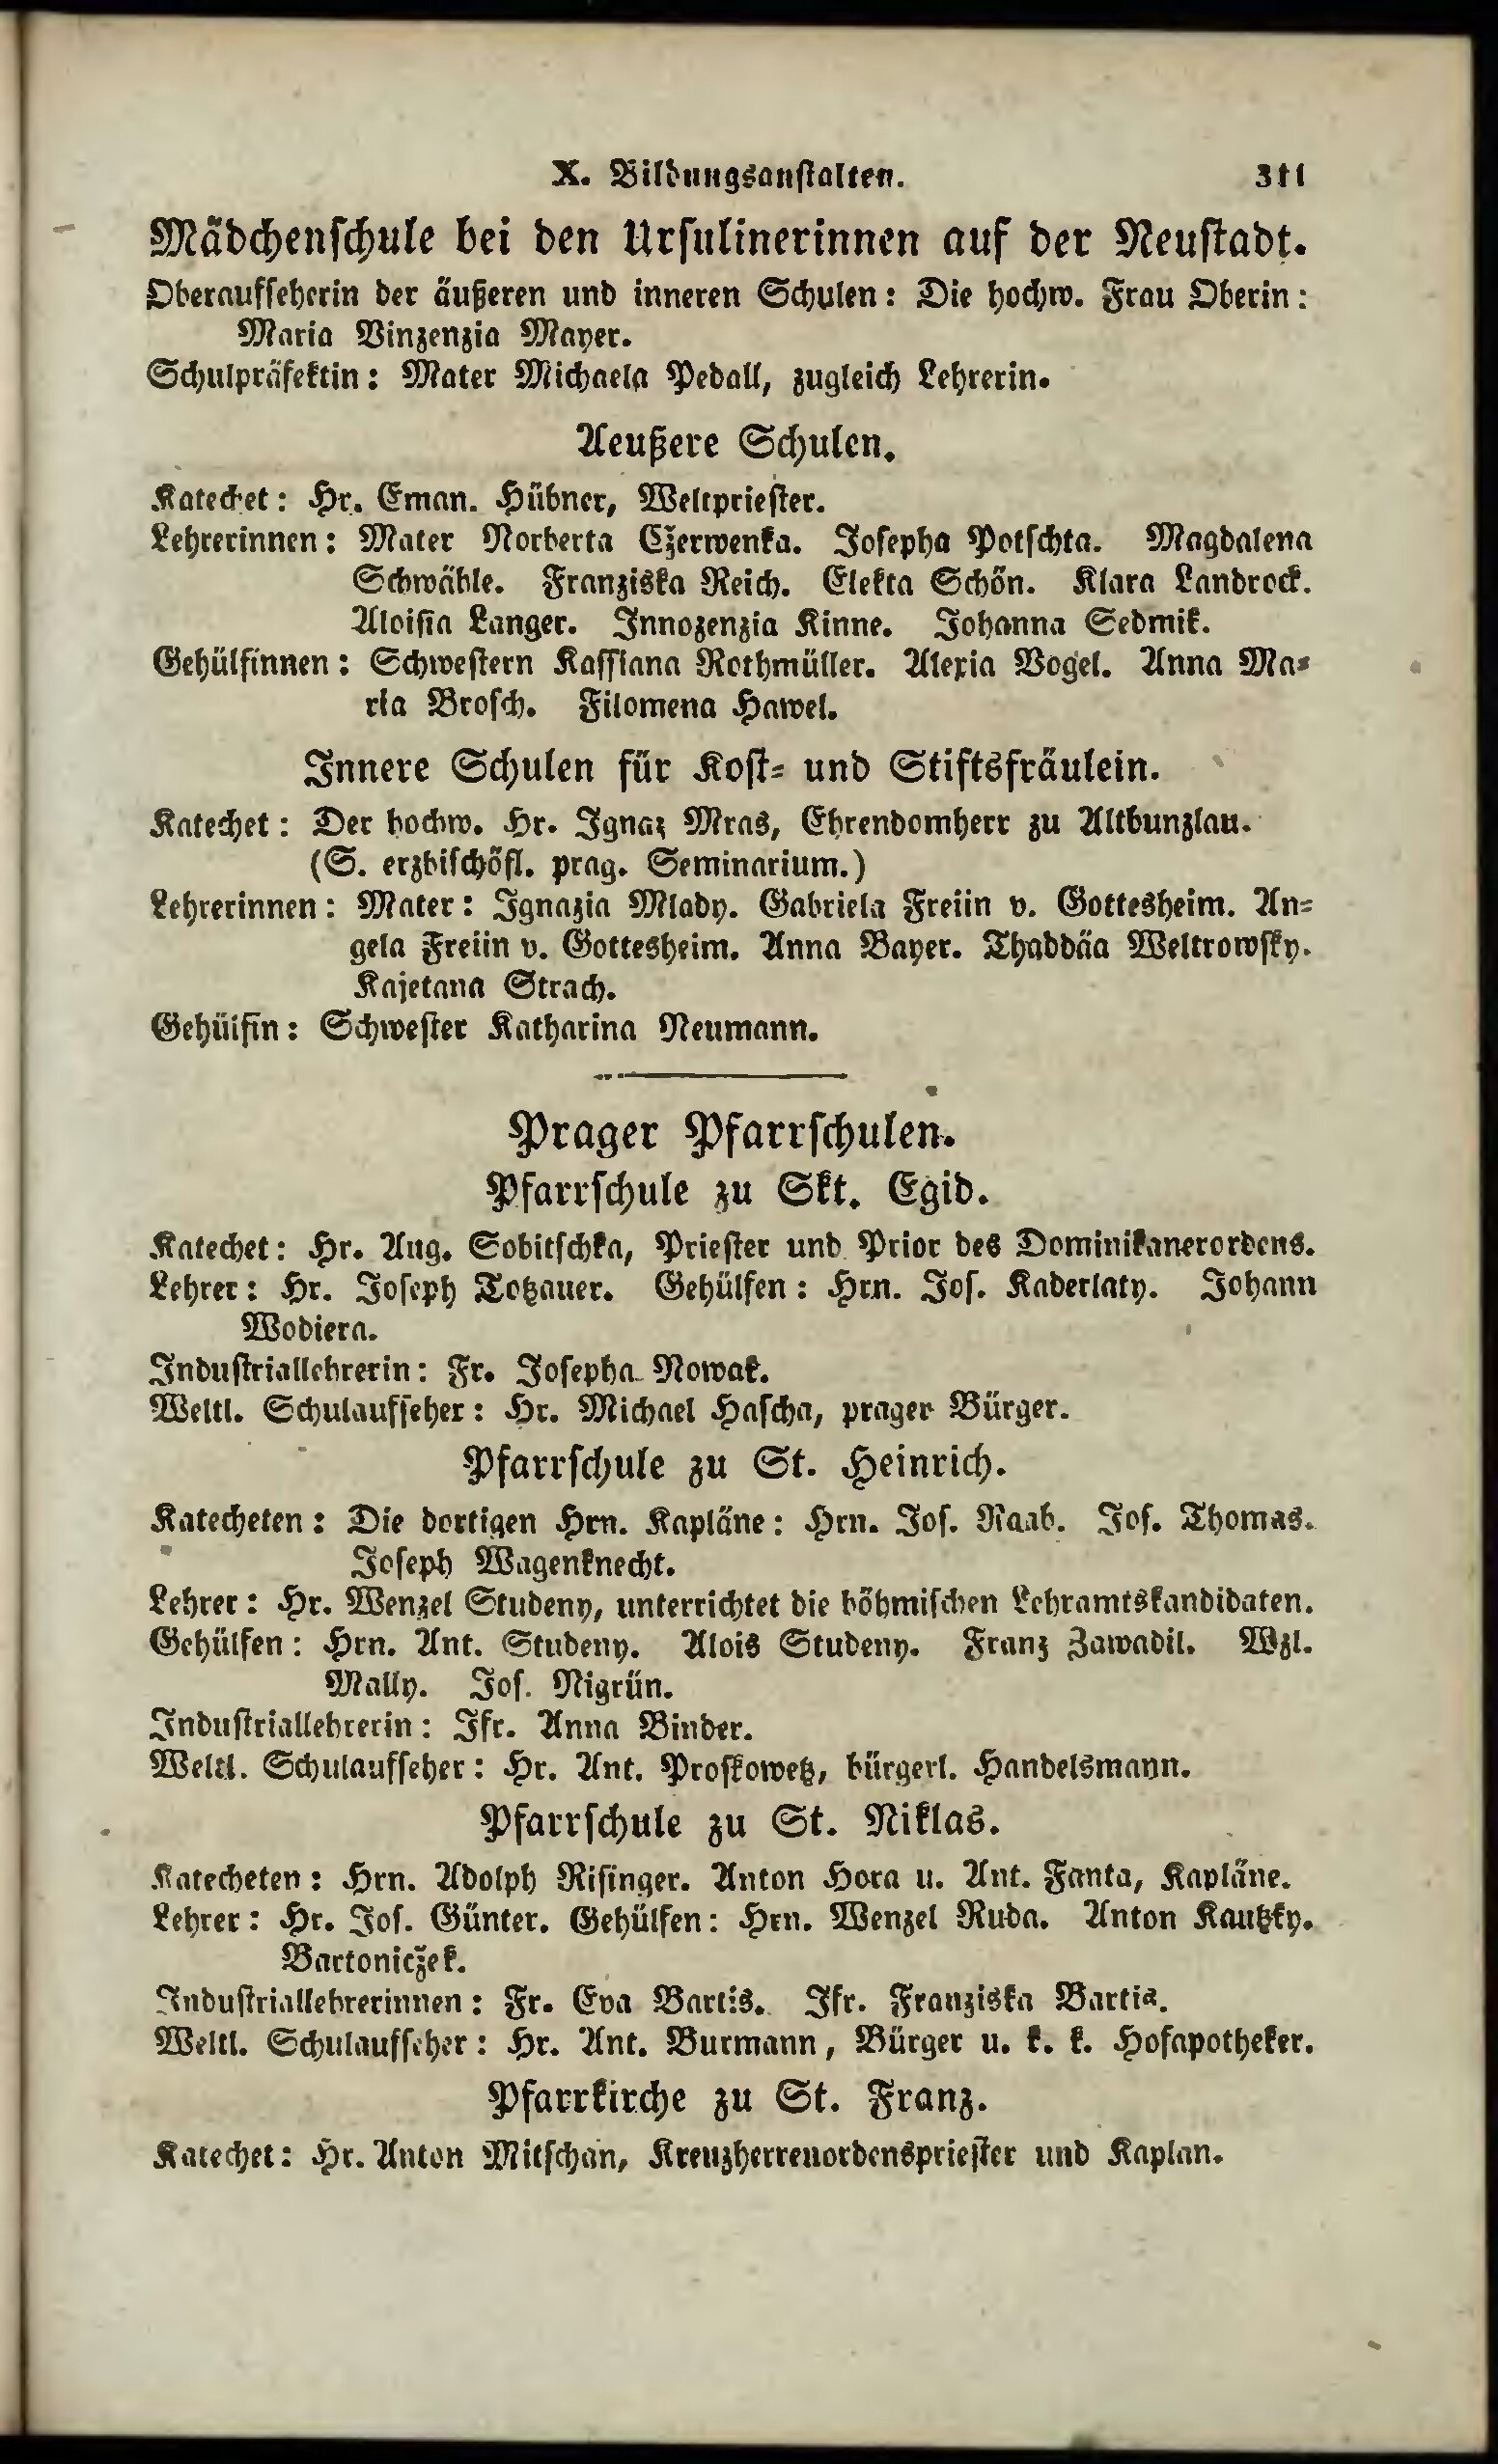 X. Bildungsanstalten. 311
Mädchenschule bei den Ursulinerinnen auf der Neustadt.
Oberaufseherin der äußeren und inneren Schulen: Die hochw. Frau Oberin:
Maria Vinzenzia Mayer.
Schulpräfektin: Mater Michaela Pedall, zugleich Lehrerin.
Aeußere Schulen.
Katechet: Hr. Eman. Hübner, Weltpriester.
Lehrerinnen: Mater Norberta Cžerwenka. Josepha Potschta. Magdalena
Schwähle. Franziska Reich. Elekta Schön. Klara Landrock.
Aloisia Langer. Innozenzia Kinne. Johanna Sedmik.
Gehülfinnen: Schwestern Kassiana Rothmüller. Alexia Vogel. Anna Ma-
ria Brosch. Filomena Hawel.
Innere Schulen für Kost- und Stiftsfräulein.
Katechet: Der hochw. Hr. Ignaz Mras, Ehrendomherr zu Altbunzlau.
(S. erzbischöfl. prag. Seminarium.)
Lehrerinnen: Mater: Ignazia Mlady. Gabriela Freiin v. Gottesheim. An-
gela Freiin v. Gottesheim. Anna Bayer. Thaddäa Weltrowsky.
Kajetana Strach.
Gehülfin: Schwester Katharina Neumann.
Prager Pfarrschulen.
Pfarrschule zu Skt. Egid.
Katechet: Hr. Aug. Sobitschka, Priester und Prior des Dominikanerordens.
Lehrer: Hr. Joseph Totzauer. Gehülfen: Hrn. Jos. Kaderlaty. Johann
Wodiera.
Industriallehrerin: Fr. Josepha Nowak.
Weltl. Schulaufseher: Hr. Michael Hascha, prager Bürger.
Pfarrschule zu St. Heinrich.
Katecheten: Die dortigen Hrn. Kapläne: Hrn. Jos. Raab. Jos. Thomas.
Joseph Wagenknecht.
Lehrer: Hr. Wenzel Studeny, unterrichtet die böhmischen Lehramtskandidaten.
Gehülfen: Hrn. Ant. Studeny. Alois Studeny. Franz Zawadil. Wzl.
Mally. Jos. Nigrün.
Industriallehrerin: Jfr. Anna Binder.
Weltl. Schulaufseher: Hr. Ant. Proskowetz, bürgerl. Handelsmann.
Pfarrschule zu St. Niklas.
Katecheten: Hrn. Adolph Risinger. Anton Hora u. Ant. Fanta, Kapläne.
Lehrer: Hr. Jos. Günter. Gehülfen: Hrn. Wenzel Ruda. Anton Kautzky.
Bartoničzek.
Industriallehrerinnen: Fr. Eva Bartis. Jfr. Franziska Bartis.
Weltl. Schulaufseher: Hr. Ant. Burmann, Bürger u. k. k. Hofapotheker.
Pfarrkirche zu St. Franz.
Katechet: Hr. Anton Mitschan, Kreuzherrenordenspriester und Kaplan.